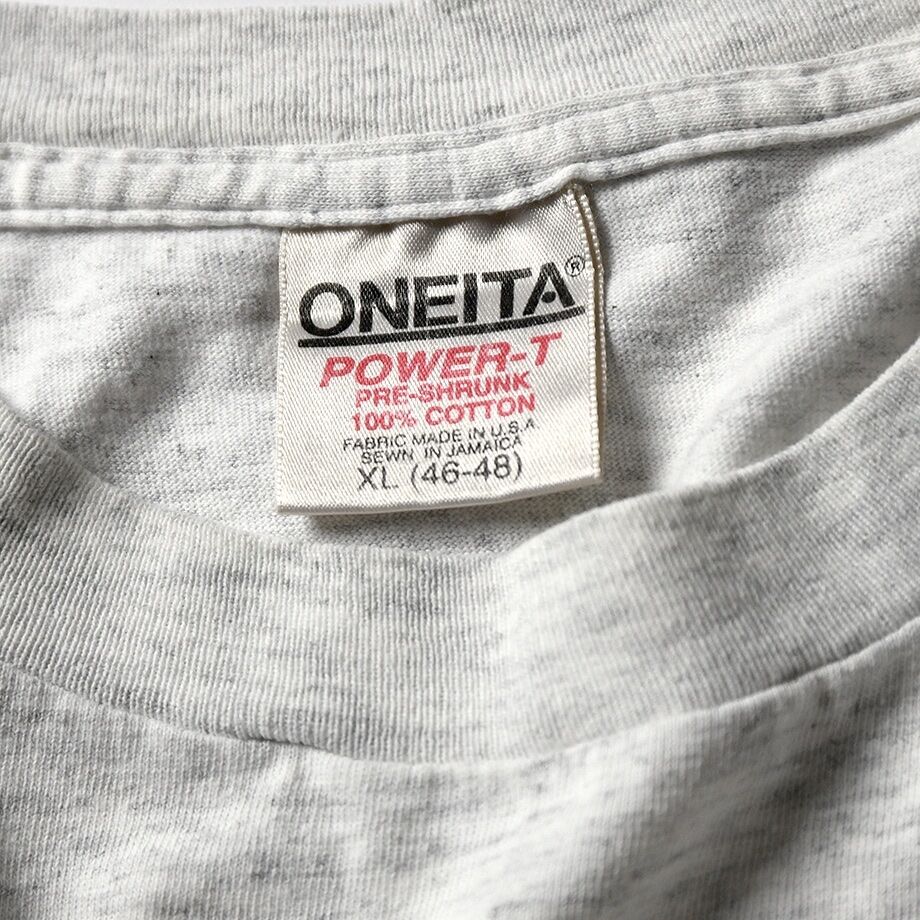 ONEITA®
POWER-T
PRE-SHRUNK
100% COTTON
FABRIC MADE IN U.S.A.
SEWN IN JAMAICA
XL (46-48)